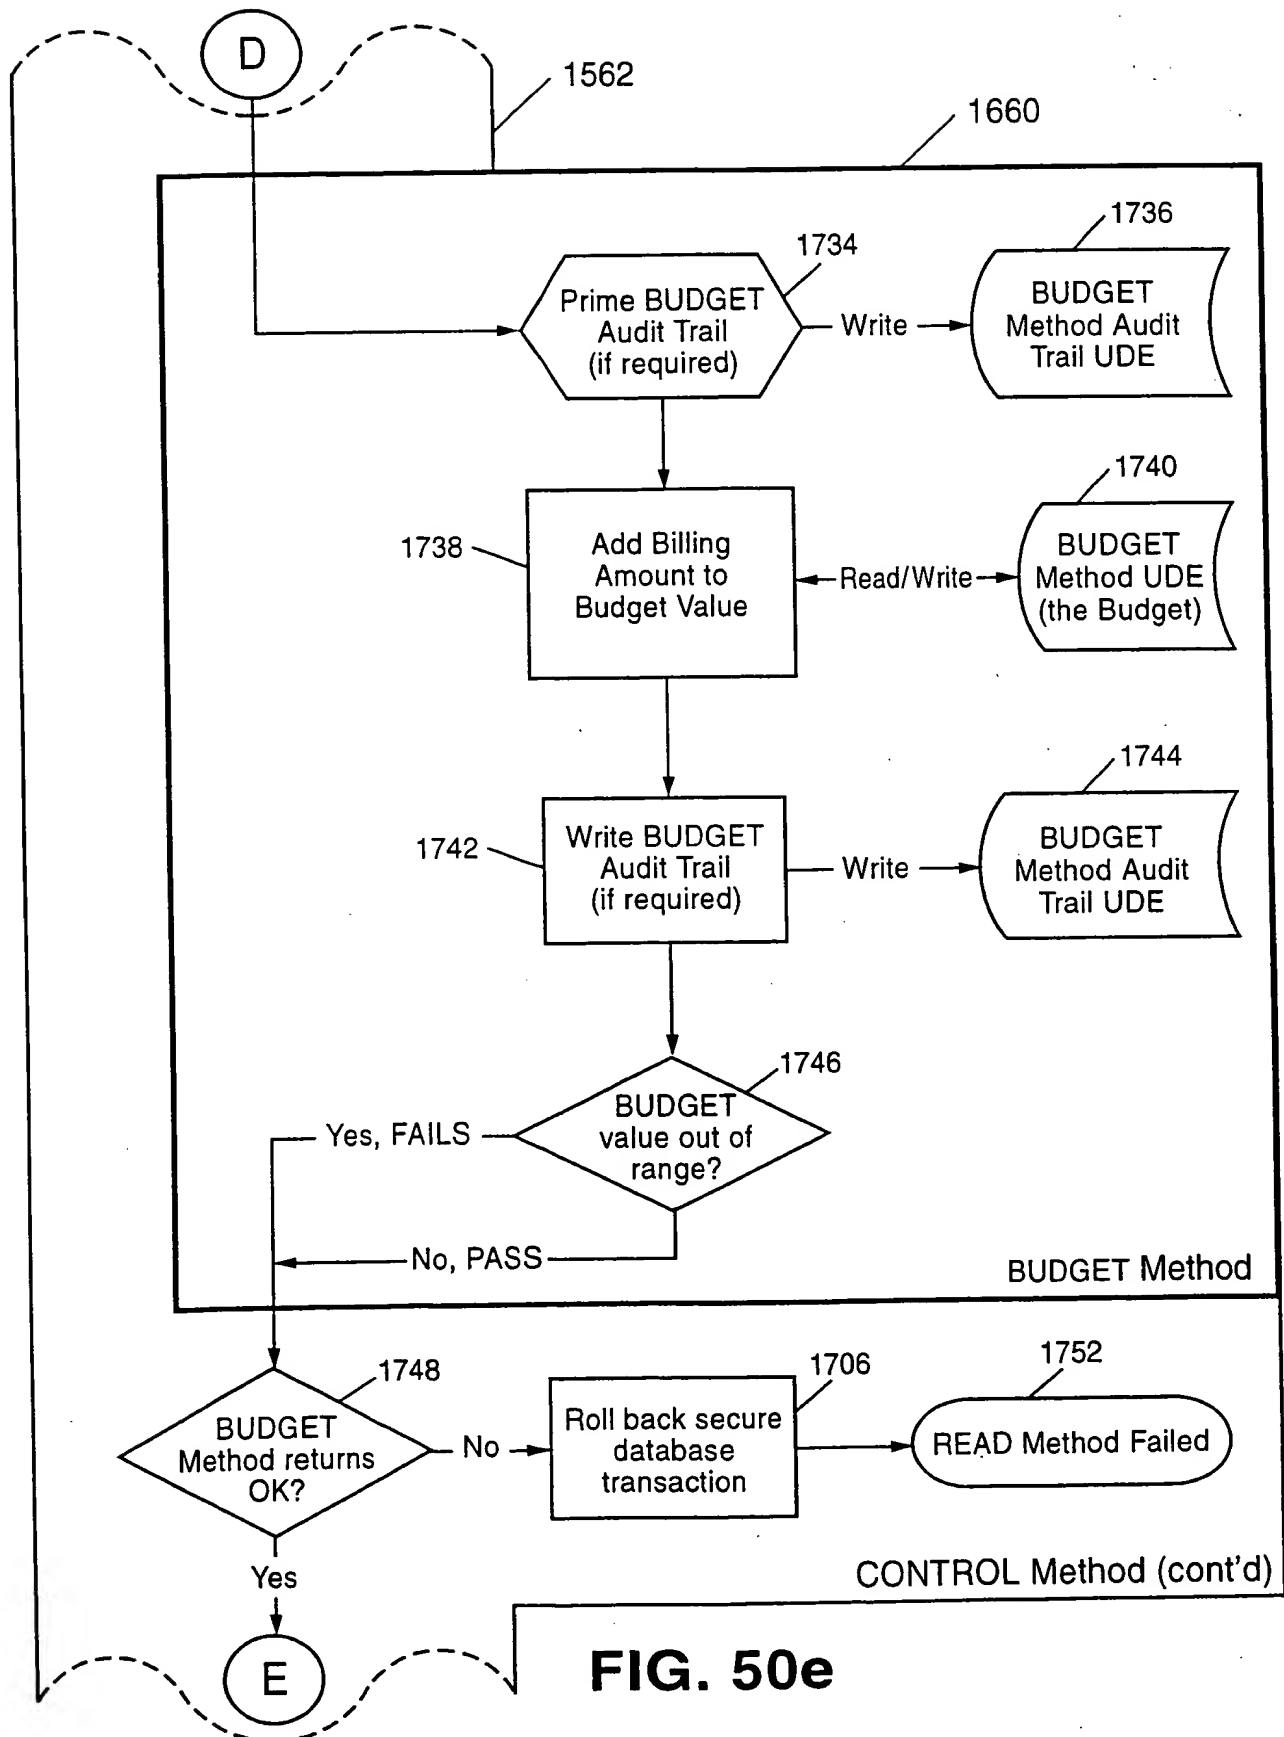 D
1562
1660
1734
1736
Prime BUDGET
Audit Trail
(if required)
Write
BUDGET
Method Audit
Trail UDE
1738
1740
Add Billing
Amount to
Budget Value
Read/Write
BUDGET
Method UDE
(the Budget)
1742
1744
Write BUDGET
Audit Trail
(if required)
Write
BUDGET
Method Audit
Trail UDE
1746
BUDGET
value out of
range?
Yes, FAILS
No, PASS
BUDGET Method
1748
BUDGET
Method returns
OK?
No
1706
Roll back secure
database
transaction
1752
READ Method Failed
Yes
CONTROL Method (cont'd)
E
FIG. 50e